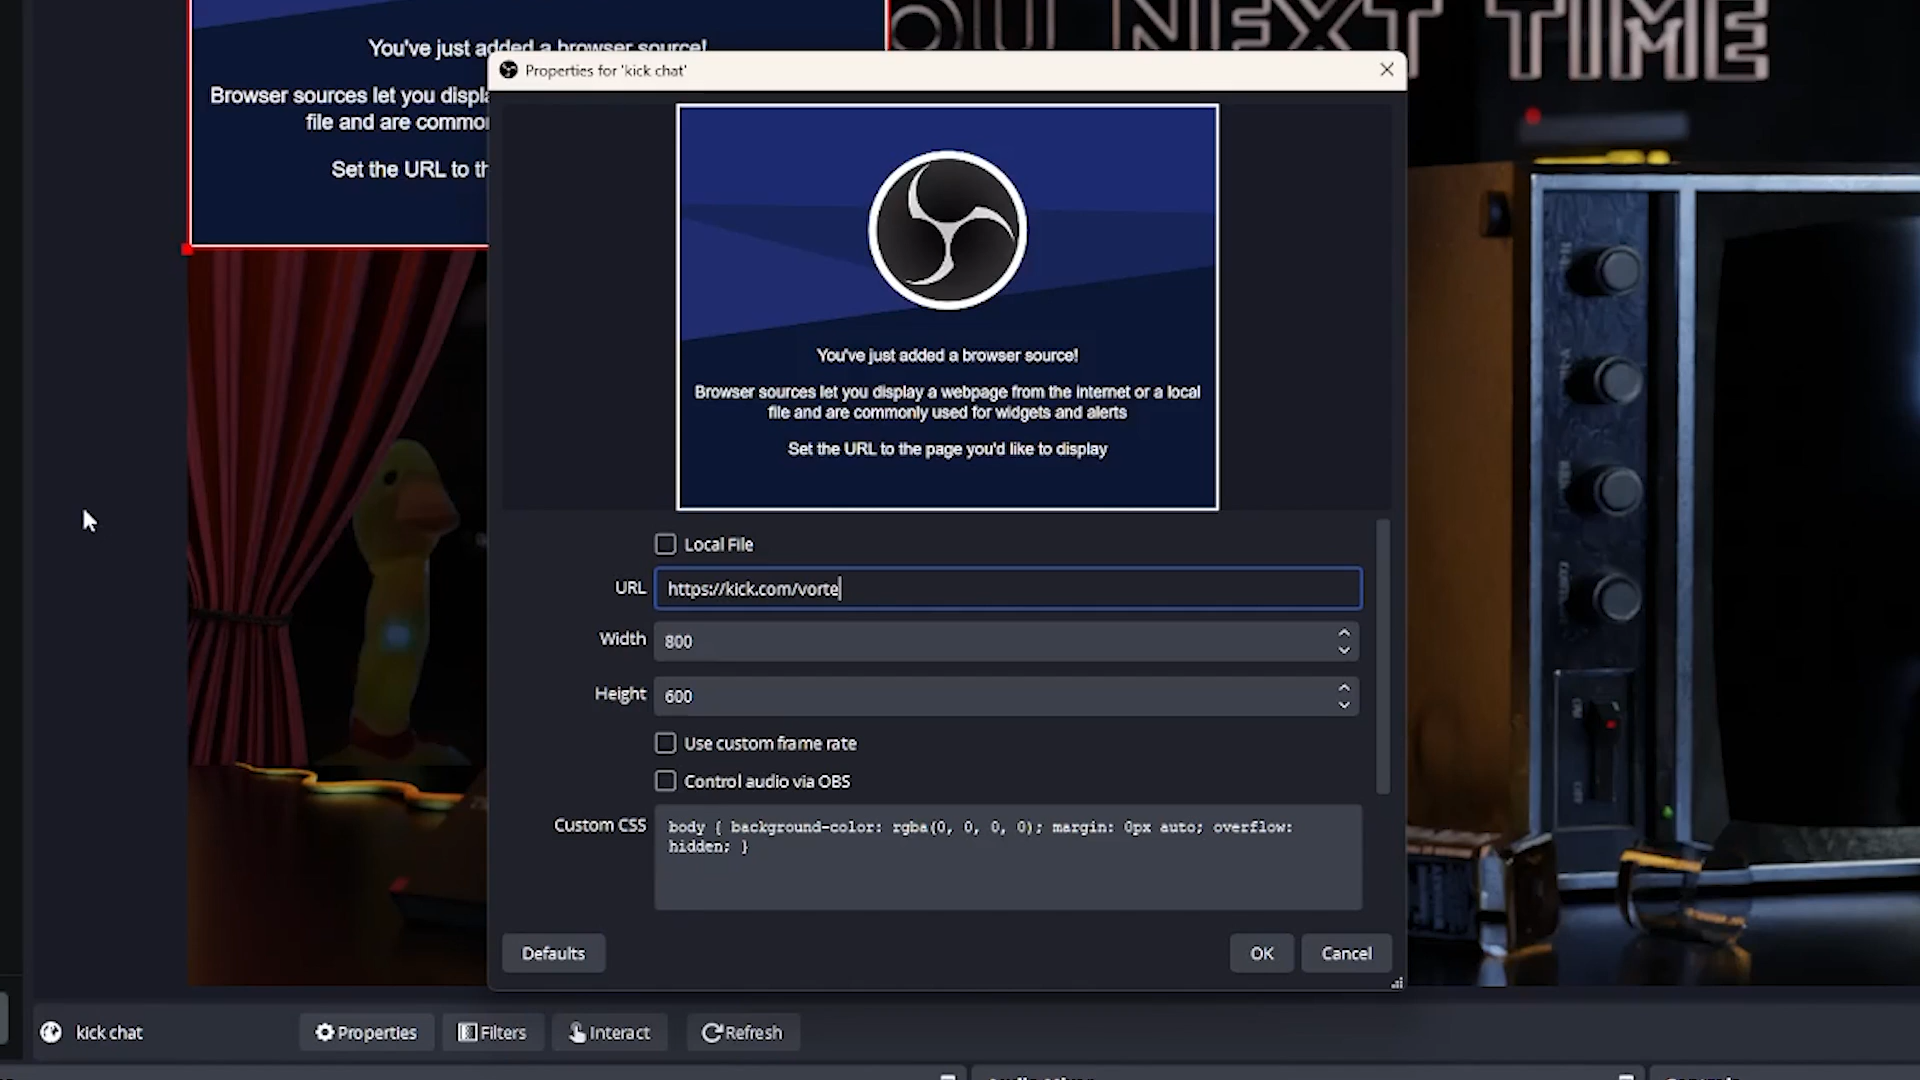 OU NEXT TIME
You've just added a browser source!
Browser sources let you displ
file and are commo
Set the URL to th
Properties for 'kick chat'
You've just added a browser source!
Browser sources let you display a webpage from the internet or a local
file and are commonly used for widgets and alerts
Set the URL to the page you'd like to display
Local File
URL
https://kick.com/vorte
Width
800
Height
600
Use custom frame rate
Control audio via OBS
Custom CSS
body { background-color: rgba(0, 0, 0, 0); margin: 0px auto; overflow:
hidden; }
Defaults
OK
Cancel
kick chat
Properties
Filters
Interact
Refresh